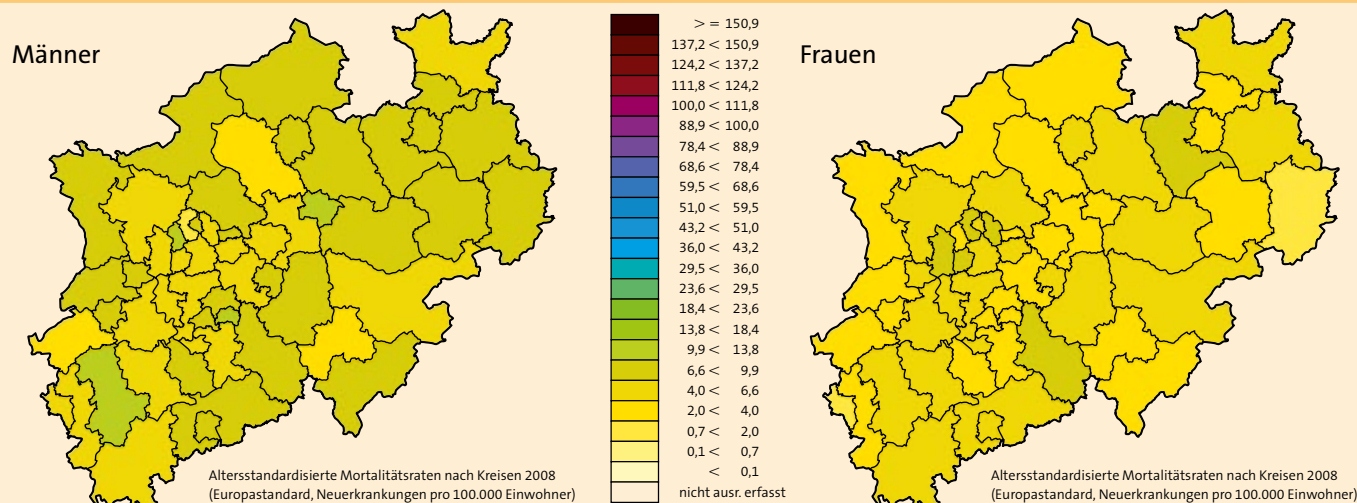 Männer
> = 150,9
137,2 < 150,9
124,2 < 137,2
111,8 < 124,2
100,0 < 111,8
88,9 < 100,0
78,4 < 88,9
68,6 < 78,4
59,5 < 68,6
51,0 < 59,5
43,2 < 51,0
36,0 < 43,2
29,5 < 36,0
23,6 < 29,5
18,4 < 23,6
13,8 < 18,4
9,9 < 13,8
6,6 < 9,9
4,0 < 6,6
2,0 < 4,0
0,7 < 2,0
0,1 < 0,7
< 0,1
nicht ausr. erfasst
Altersstandardisierte Mortalitätsraten nach Kreisen 2008
(Europastandard, Neuerkrankungen pro 100.000 Einwohner)
Frauen
Altersstandardisierte Mortalitätsraten nach Kreisen 2008
(Europastandard, Neuerkrankungen pro 100.000 Einwohner)